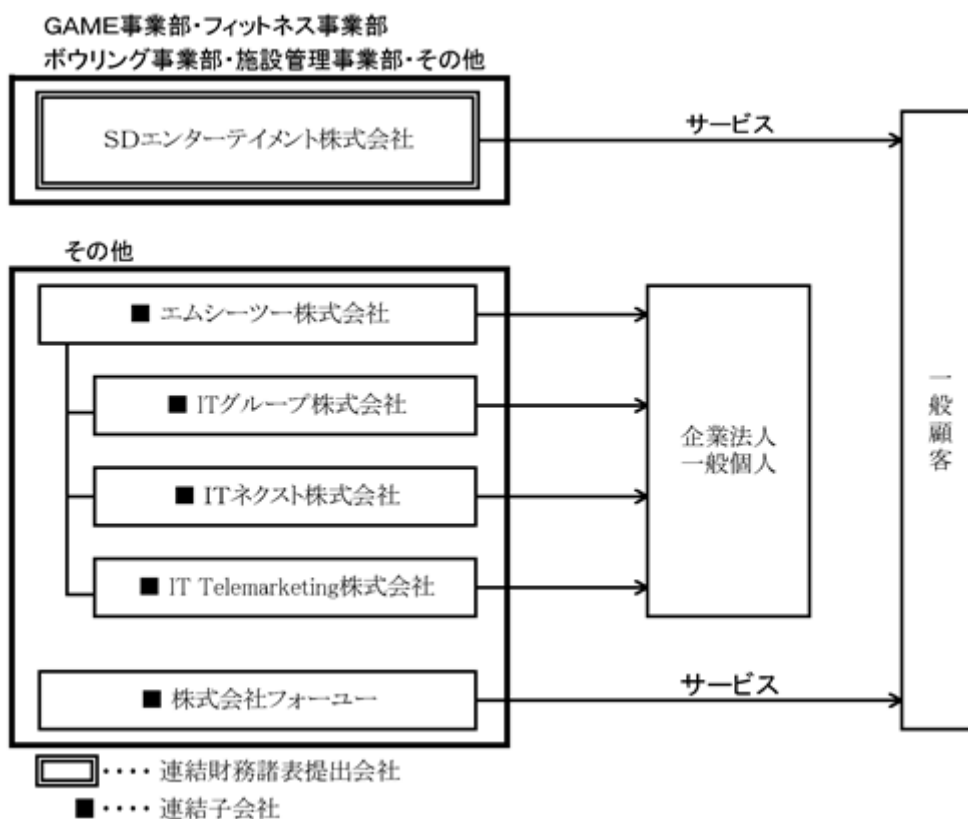 GAME事業部・フィットネス事業部
ボウリング事業部・施設管理事業部・その他
SDエンターテイメント株式会社
サービス
その他
■ エムシーツー株式会社
■ ITグループ株式会社
■ ITネクスト株式会社
■ IT Telemarketing株式会社
■ 株式会社フォーユー
企業法人
一般個人
サービス
一般顧客
・・・・ 連結財務諸表提出会社
■ ・・・・ 連結子会社